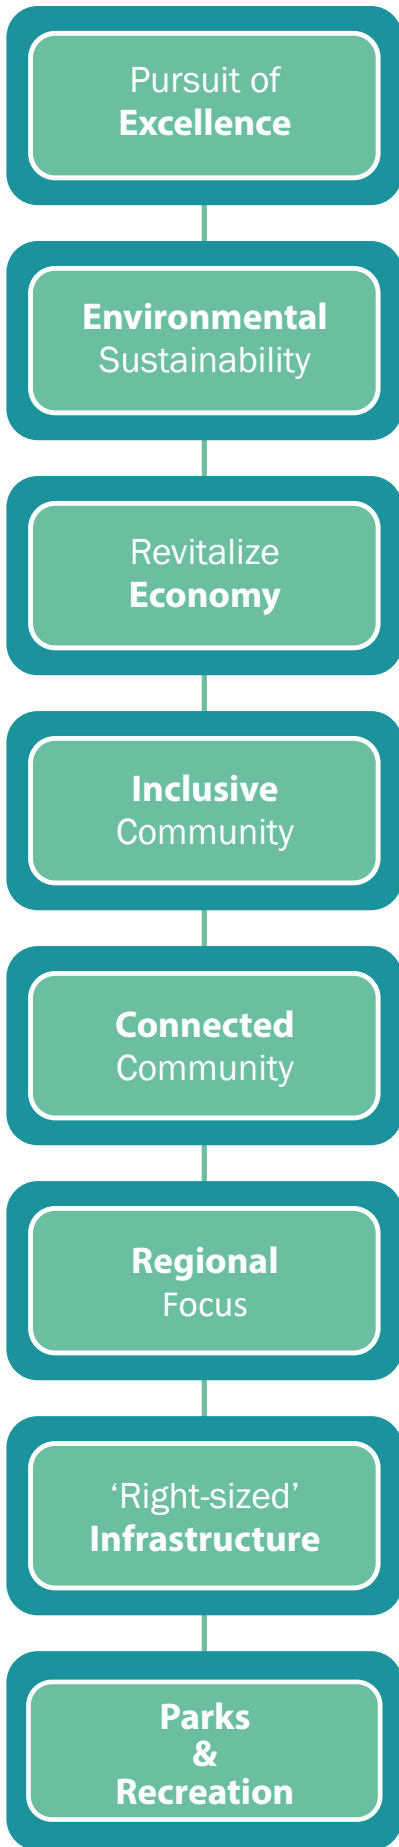 Pursuit of
Excellence
Environmental
Sustainability
Revitalize
Economy
Inclusive
Community
Connected
Community
Regional
Focus
‘Right-sized’
Infrastructure
Parks
&
Recreation